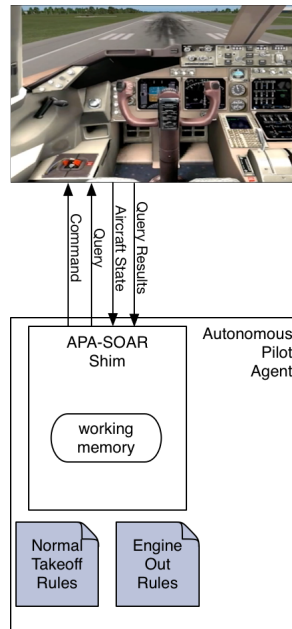 Command
Query
Aircraft State
Query Results
Autonomous
Pilot
Agent
APA-SOAR
Shim
working
memory
Normal
Takeoff
Rules
Engine
Out
Rules